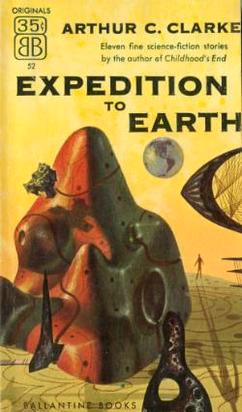 ORIGINALS
35¢
BB
52
ARTHUR C. CLARKE
Eleven fine science-fiction stories
by the author of Childhood's End
EXPEDITION
TO
EARTH
BALLANTINE BOOKS